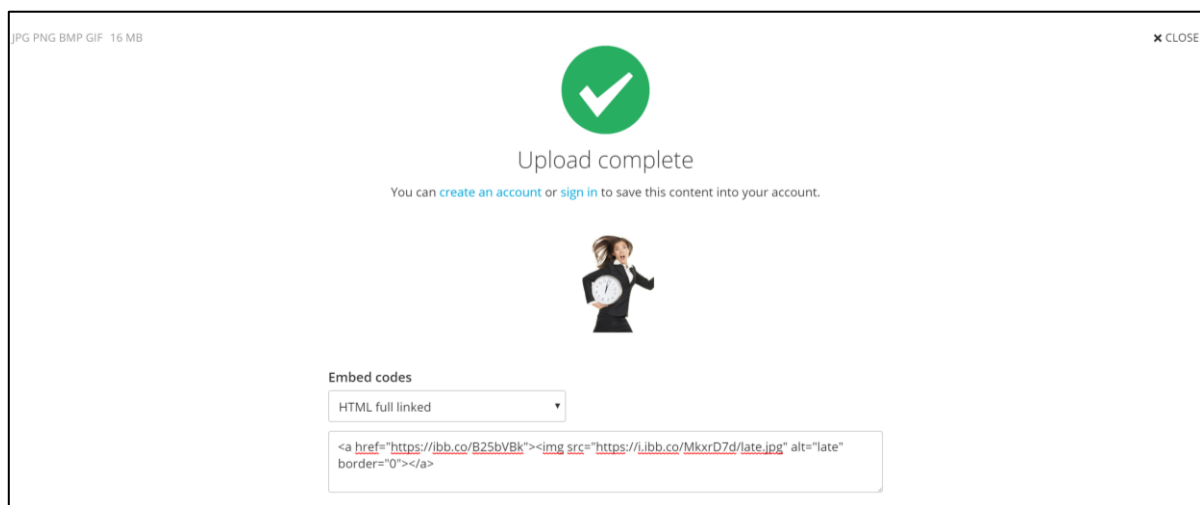 JPG PNG BMP GIF 16 MB
× CLOSE
Upload complete
You can create an account or sign in to save this content into your account.
Embed codes
HTML full linked
<a href="https://ibb.co/B25bVBk"><img src="https://i.ibb.co/MkxrD7d/late.jpg" alt="late"
border="0"></a>